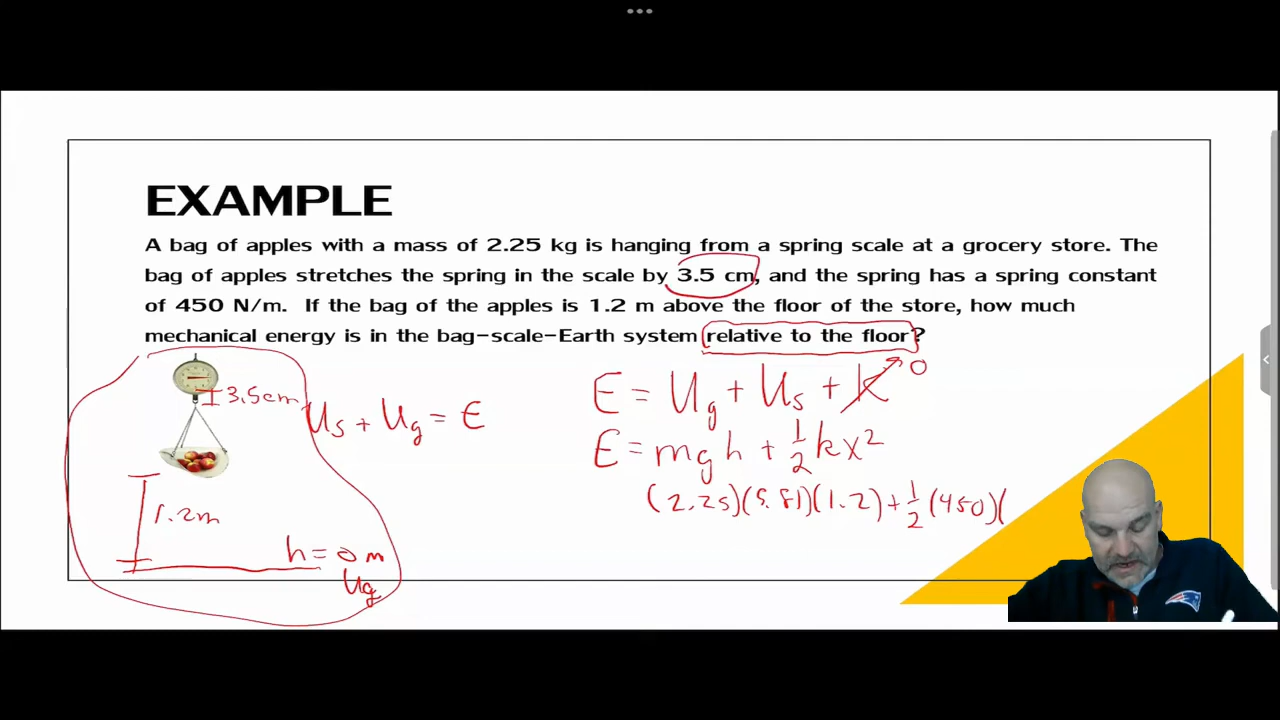 EXAMPLE
A bag of apples with a mass of 2.25 kg is hanging from a spring scale at a grocery store. The
bag of apples stretches the spring in the scale by 3.5 cm, and the spring has a spring constant
of 450 N/m. If the bag of the apples is 1.2 m above the floor of the store, how much
mechanical energy is in the bag-scale-Earth system relative to the floor?
3.5cm
Us + Ug = E
1.2m
h = 0 m
Ug
E = Ug + Us + K 0
E = mgh + 1/2 kx²
(2.25)(9.81)(1.2) + 1/2 (450)(